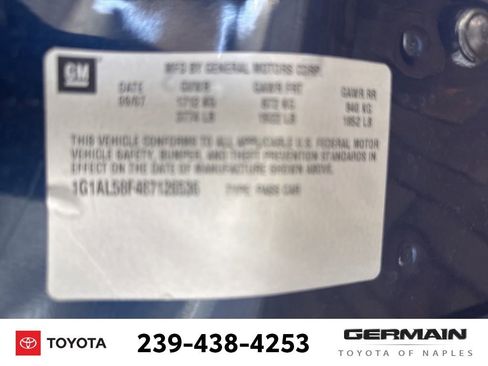 GM
MFD BY GENERAL MOTORS CORP
DATE GVWR GAWR FRT GAWR RR
09/07 1712 KG 872 KG 840 KG
3774 LB 1922 LB 1852 LB
THIS VEHICLE CONFORMS TO ALL APPLICABLE U.S. FEDERAL MOTOR
VEHICLE SAFETY, BUMPER, AND THEFT PREVENTION STANDARDS IN
EFFECT ON THE DATE OF MANUFACTURE SHOWN ABOVE.
1G1AL58F487126536 TYPE: PASS CAR
TOYOTA 239-438-4253 GERMAIN
TOYOTA OF NAPLES